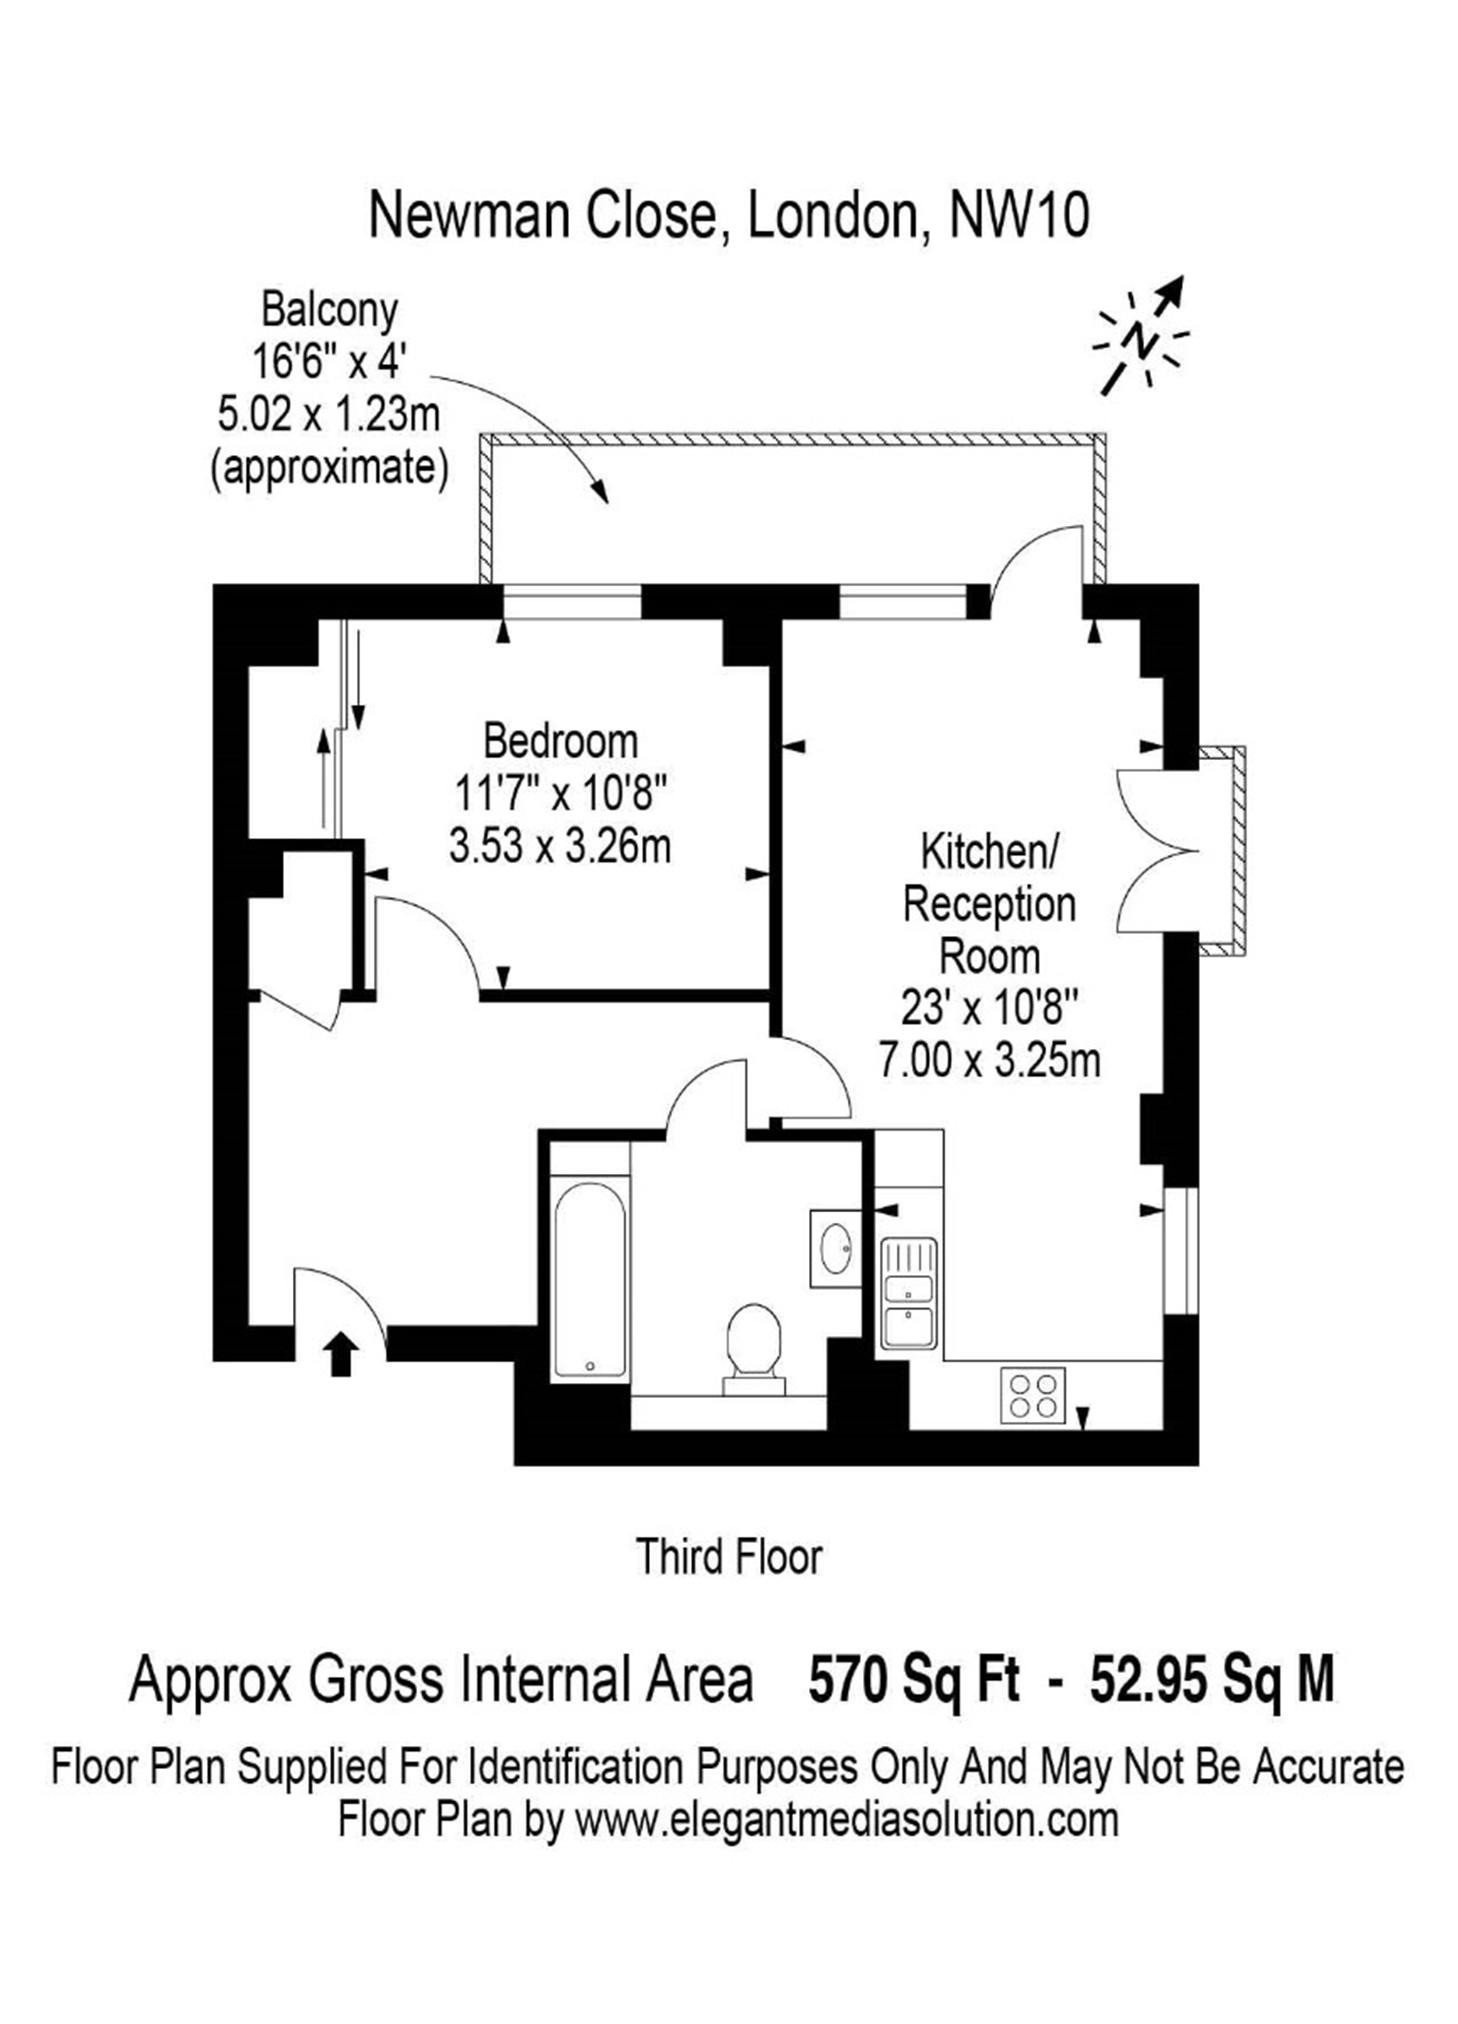 Newman Close, London, NW10
N
Balcony
16'6" x 4'
5.02 x 1.23m
(approximate)
Bedroom
11'7" x 10'8"
3.53 x 3.26m
Kitchen/
Reception
Room
23' x 10'8"
7.00 x 3.25m
Third Floor
Approx Gross Internal Area 570 Sq Ft - 52.95 Sq M
Floor Plan Supplied For Identification Purposes Only And May Not Be Accurate
Floor Plan by www.elegantmediasolution.com